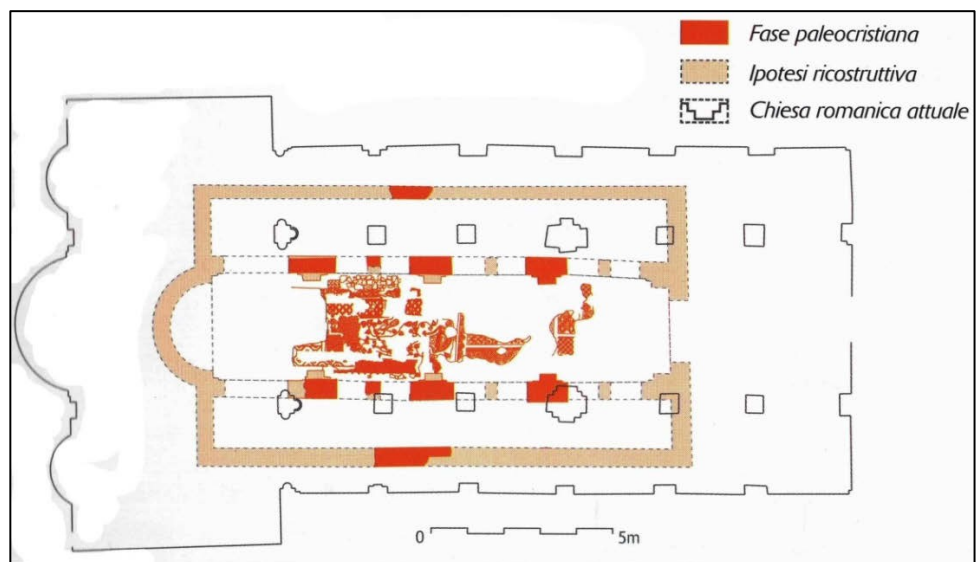 Fase paleocristiana
Ipotesi ricostruttiva
Chiesa romanica attuale
0 5m